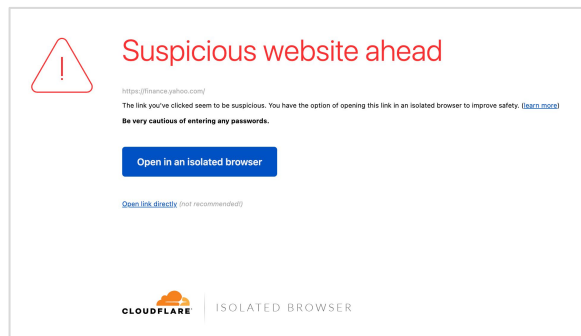 Suspicious website ahead
https://finance.yahoo.com/
The link you've clicked seem to be suspicious. You have the option of opening this link in an isolated browser to improve safety. (learn more)
Be very cautious of entering any passwords.
Open in an isolated browser
Open link directly (not recommended!)
CLOUDFLARE
ISOLATED BROWSER